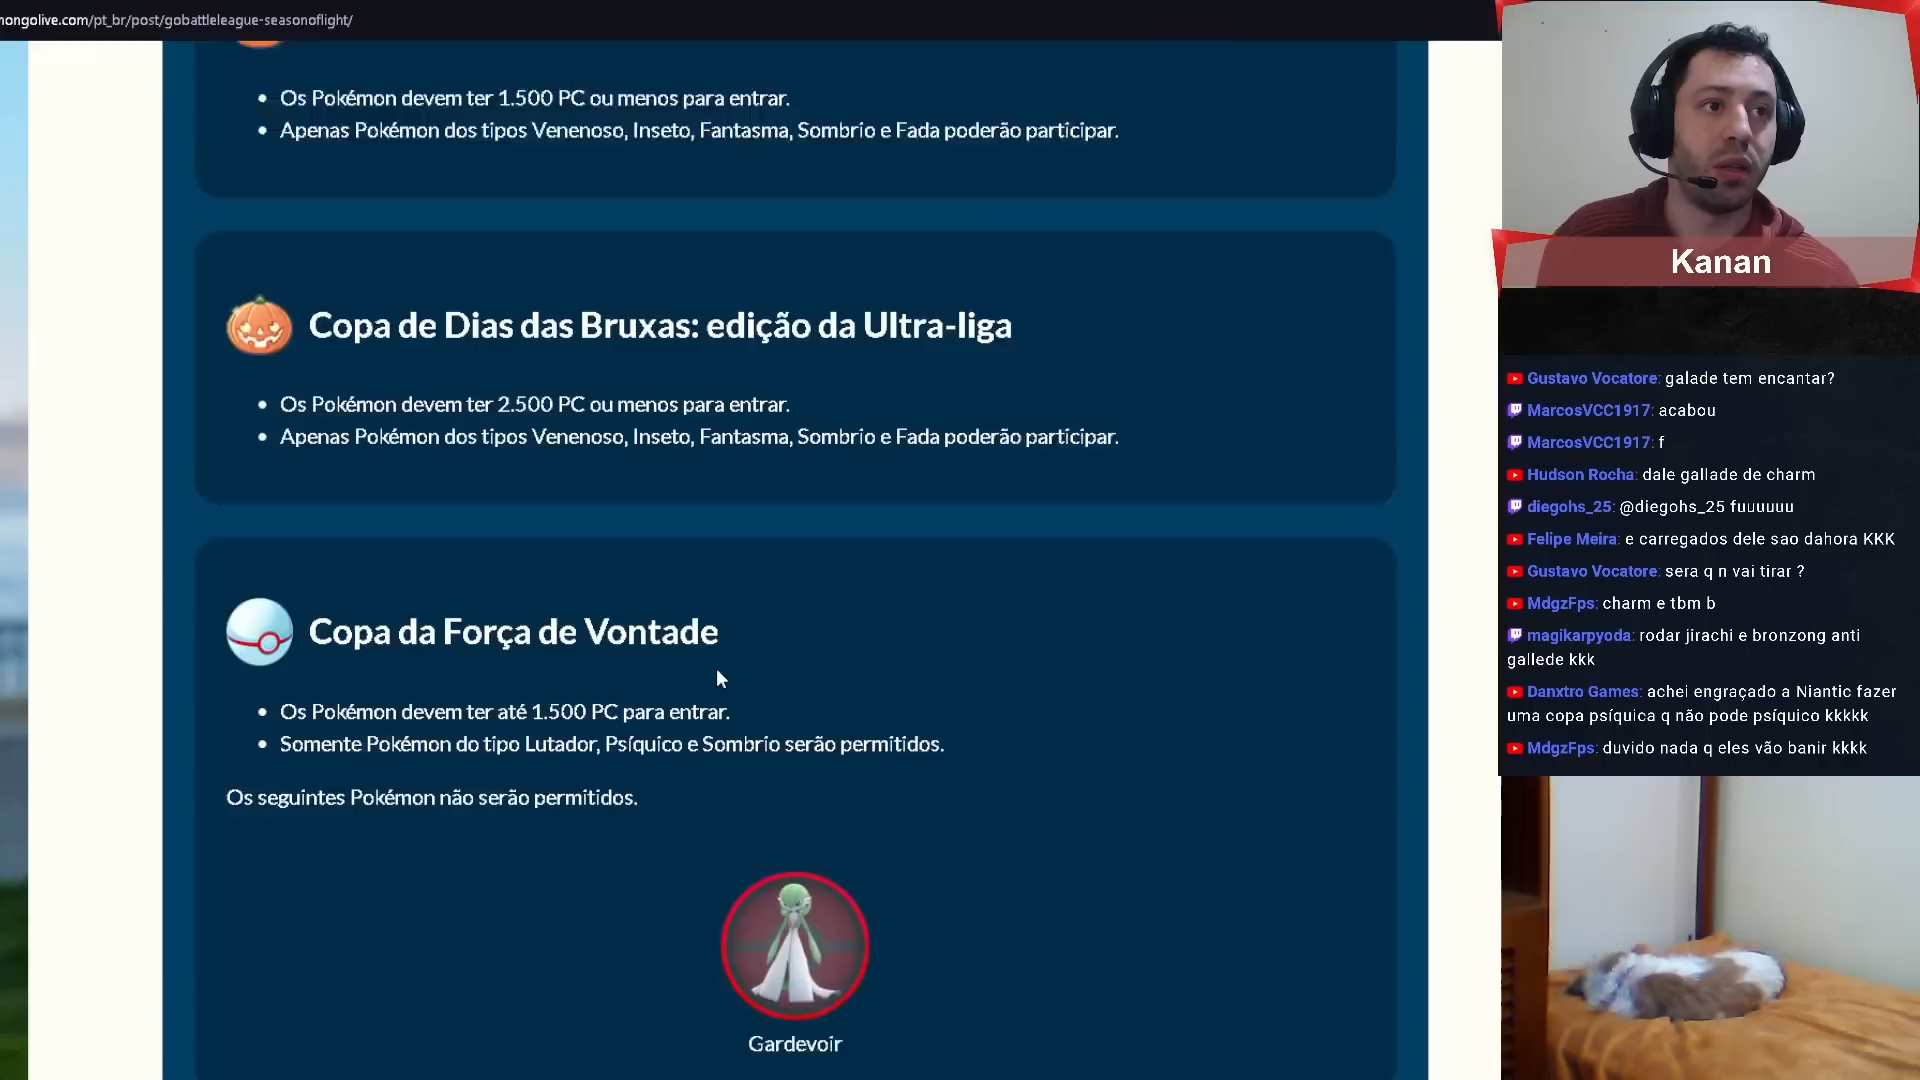 mongolive.com/pt_br/post/gobattleleague-seasonoflight/
Os Pokémon devem ter 1.500 PC ou menos para entrar.
Apenas Pokémon dos tipos Venenoso, Inseto, Fantasma, Sombrio e Fada poderão participar.
Copa de Dias das Bruxas: edição da Ultra-liga
Os Pokémon devem ter 2.500 PC ou menos para entrar.
Apenas Pokémon dos tipos Venenoso, Inseto, Fantasma, Sombrio e Fada poderão participar.
Copa da Força de Vontade
Os Pokémon devem ter até 1.500 PC para entrar.
Somente Pokémon do tipo Lutador, Psíquico e Sombrio serão permitidos.
Os seguintes Pokémon não serão permitidos.
Gardevoir
Kanan
Gustavo Vocatore: galade tem encantar?
MarcosVCC1917: acabou
MarcosVCC1917: f
Hudson Rocha: dale gallade de charm
diegohs_25: @diegohs_25 fuuuuuu
Felipe Meira: e carregados dele sao dahora KKK
Gustavo Vocatore: sera q n vai tirar ?
MdgzFps: charm e tbm b
magikarpyoda: rodar jirachi e bronzong anti
gallede kkk
Danxtro Games: achei engraçado a Niantic fazer
uma copa psíquica q não pode psíquico kkkkk
MdgzFps: duvido nada q eles vão banir kkkk